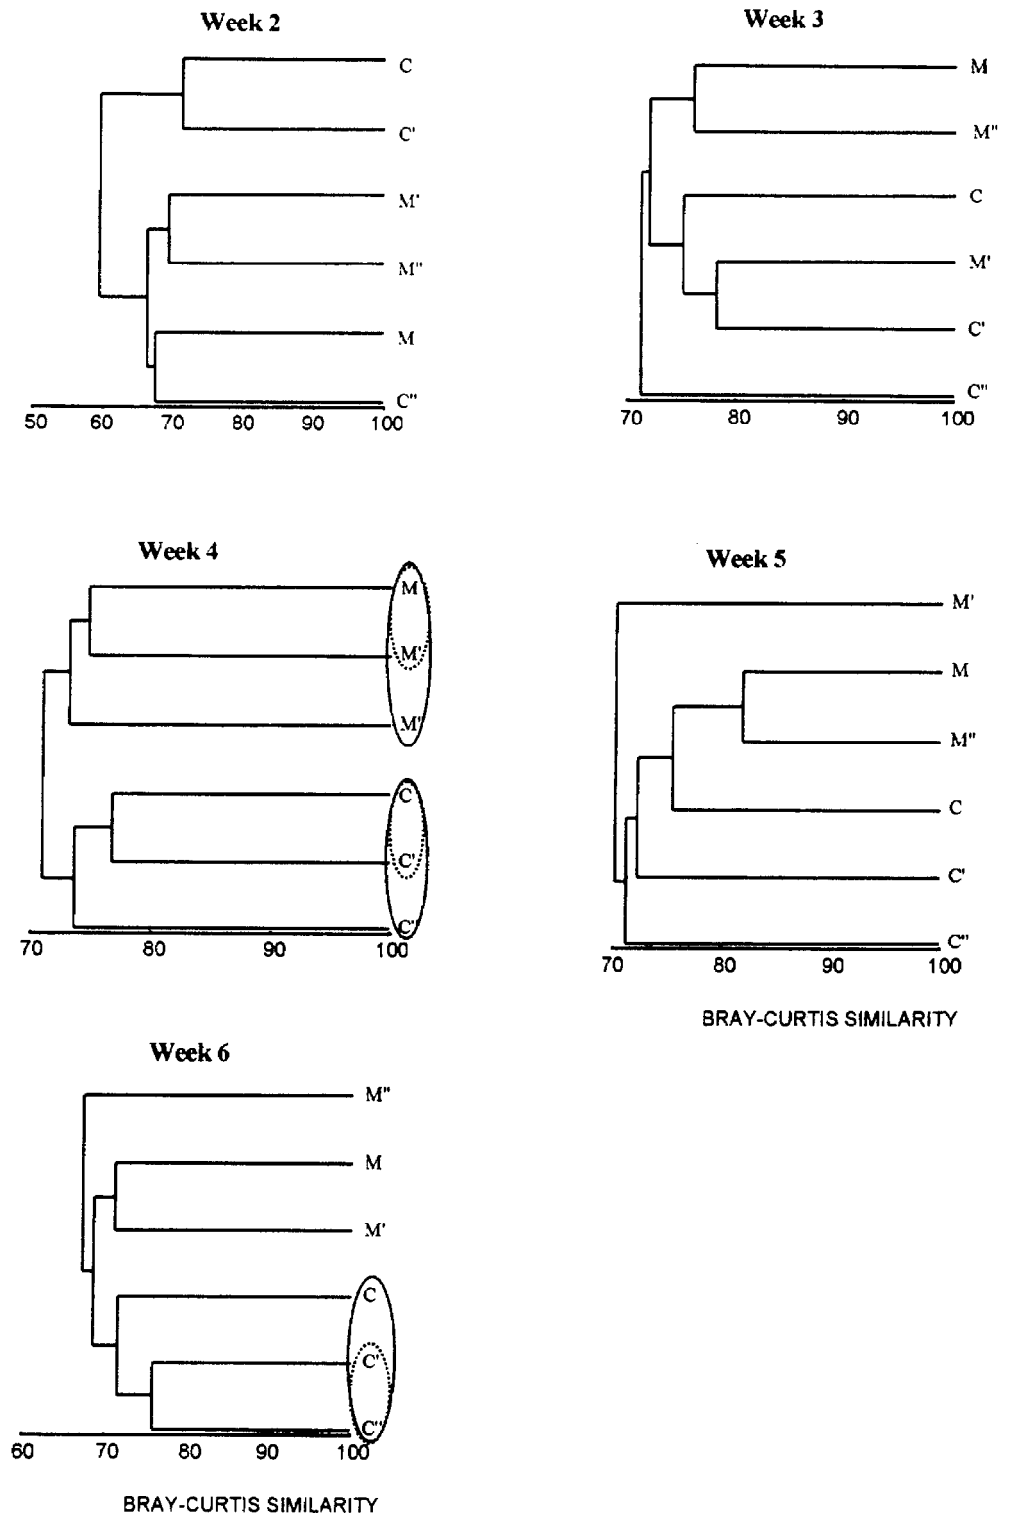 Week 2
C
C'
M'
M"
M
C"
50 60 70 80 90 100
Week 3
M
M"
C
M'
C'
C"
70 80 90 100
Week 4
M
M'
M'
C
C'
C'
70 80 90 100
Week 5
M'
M
M"
C
C'
C"
70 80 90 100
BRAY-CURTIS SIMILARITY
Week 6
M"
M
M'
C
C'
C"
60 70 80 90 100
BRAY-CURTIS SIMILARITY